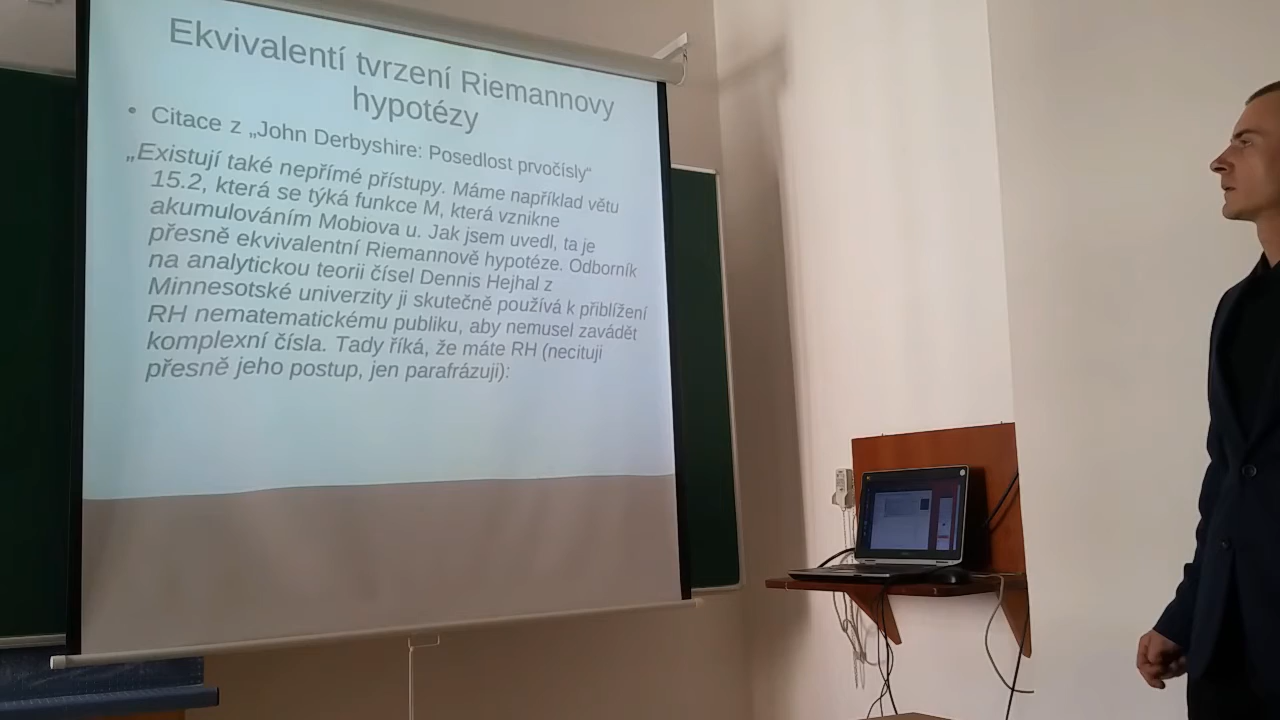 Ekvivalentí tvrzení Riemannovy
hypotézy
• Citace z „John Derbyshire: Posedlost prvočísly“
„Existují také nepřímé přístupy. Máme například větu
15.2, která se týká funkce M, která vznikne
akumulováním Mobiova u. Jak jsem uvedl, ta je
přesně ekvivalentní Riemannově hypotéze. Odborník
na analytickou teorii čísel Dennis Hejhal z
Minnesotské univerzity ji skutečně používá k přiblížení
RH nematematickému publiku, aby nemusel zavádět
komplexní čísla. Tady říká, že máte RH (necituji
přesně jeho postup, jen parafrázuji):